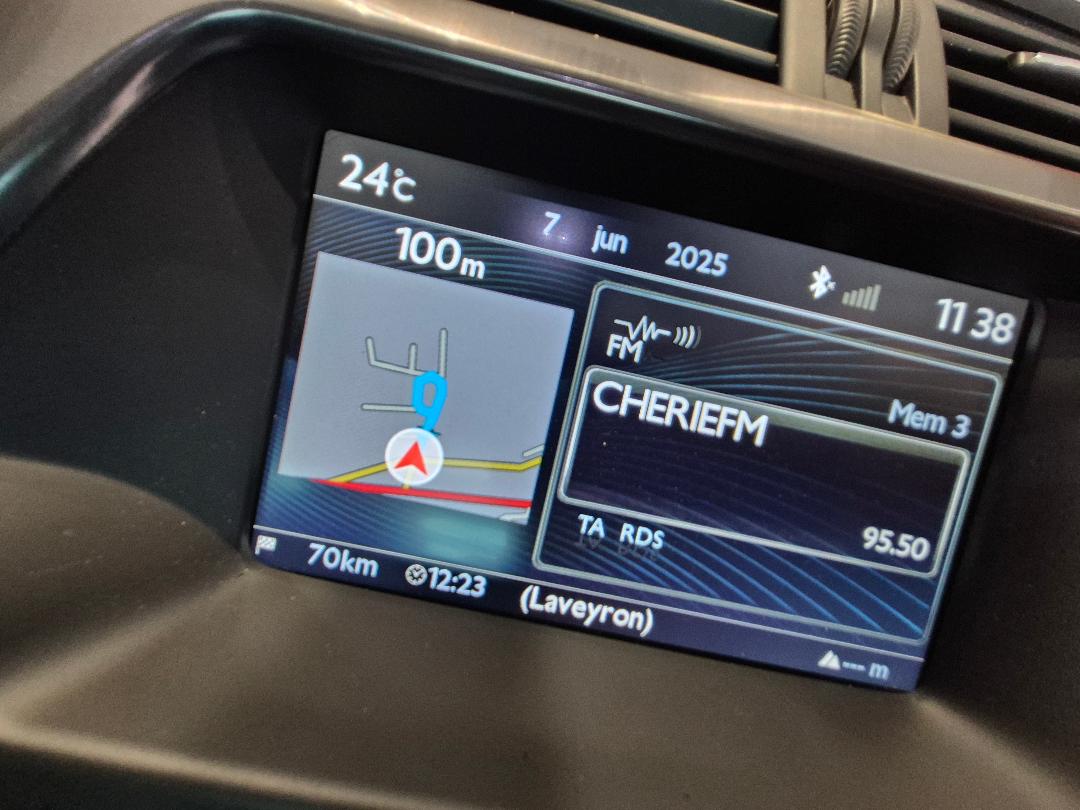 24°C
7 jun 2025
11 38
100m
FM
Mem 3
CHERIEFM
TA RDS
95.50
70km
12:23
(Laveyron)
--- m